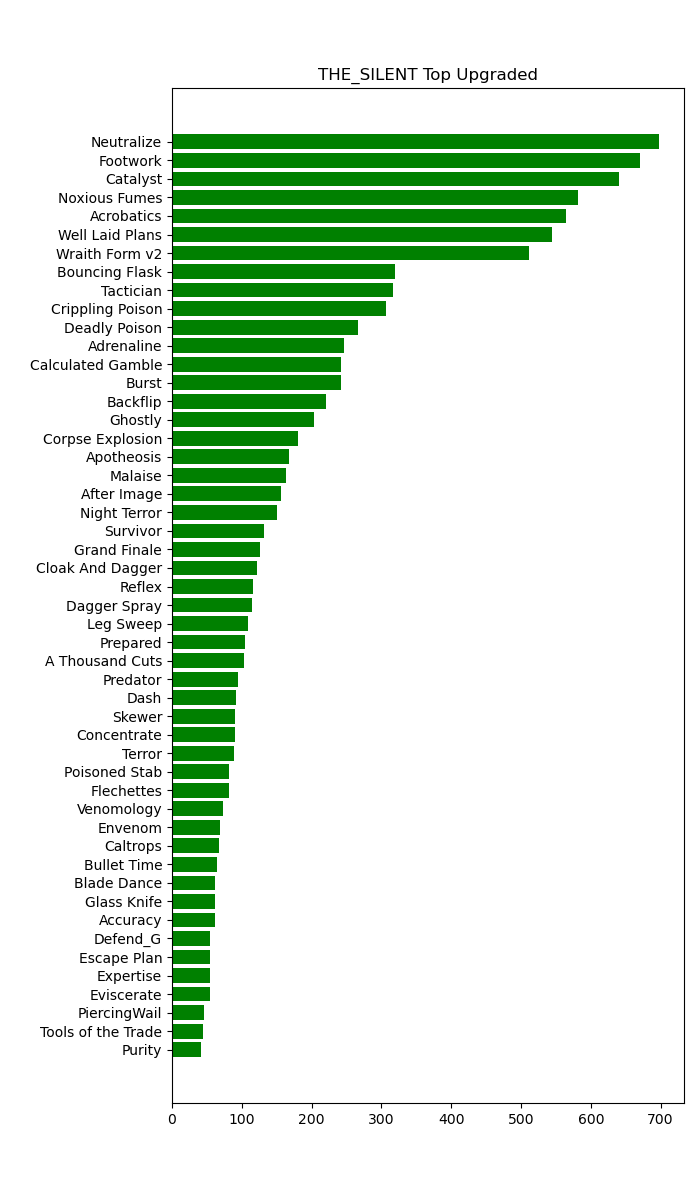 THE_SILENT Top Upgraded
Neutralize
Footwork
Catalyst
Noxious Fumes
Acrobatics
Well Laid Plans
Wraith Form v2
Bouncing Flask
Tactician
Crippling Poison
Deadly Poison
Adrenaline
Calculated Gamble
Burst
Backflip
Ghostly
Corpse Explosion
Apotheosis
Malaise
After Image
Night Terror
Survivor
Grand Finale
Cloak And Dagger
Reflex
Dagger Spray
Leg Sweep
Prepared
A Thousand Cuts
Predator
Dash
Skewer
Concentrate
Terror
Poisoned Stab
Flechettes
Venomology
Envenom
Caltrops
Bullet Time
Blade Dance
Glass Knife
Accuracy
Defend_G
Escape Plan
Expertise
Eviscerate
PiercingWail
Tools of the Trade
Purity
0 100 200 300 400 500 600 700